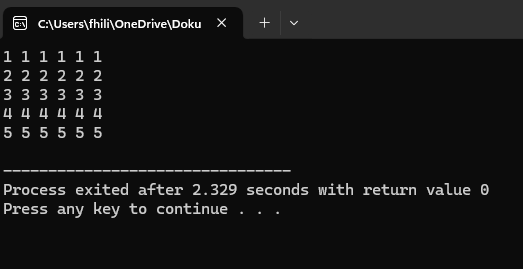 C:\Users\fhili\OneDrive\Doku
1 1 1 1 1 1
2 2 2 2 2 2
3 3 3 3 3 3
4 4 4 4 4 4
5 5 5 5 5 5
--------------------------------
Process exited after 2.329 seconds with return value 0
Press any key to continue . . .